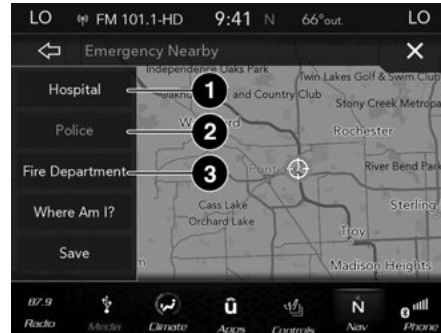 LO FM 101.1-HD 9:41 N 66°out. LO
Emergency Nearby
Independence Oaks Park
Twin Lakes Golf & Swim Club
Hospital
1
and Country Club
Stony Creek Metropa
Police
2
Rochester
Fire Department
3
River Bend Park
Where Am I?
Cass Lake
Sterling
Orchard Lake
Troy
Save
Madison Heights
87.9
Radio Media Climate Apps Controls Nav Phone